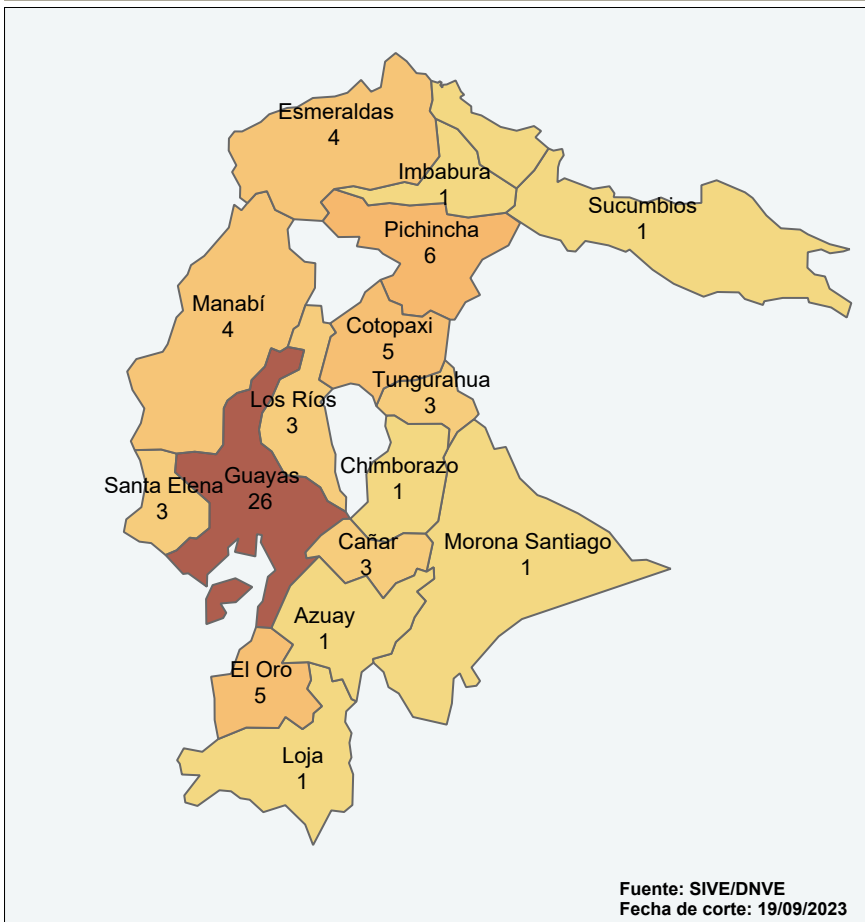 Esmeraldas
4
Imbabura
1
Sucumbios
1
Pichincha
6
Manabí
4
Cotopaxi
5
Tungurahua
3
Los Ríos
3
Chimborazo
1
Santa Elena
3
Guayas
26
Cañar
3
Morona Santiago
1
Azuay
1
El Oro
5
Loja
1
Fuente: SIVE/DNVE
Fecha de corte: 19/09/2023